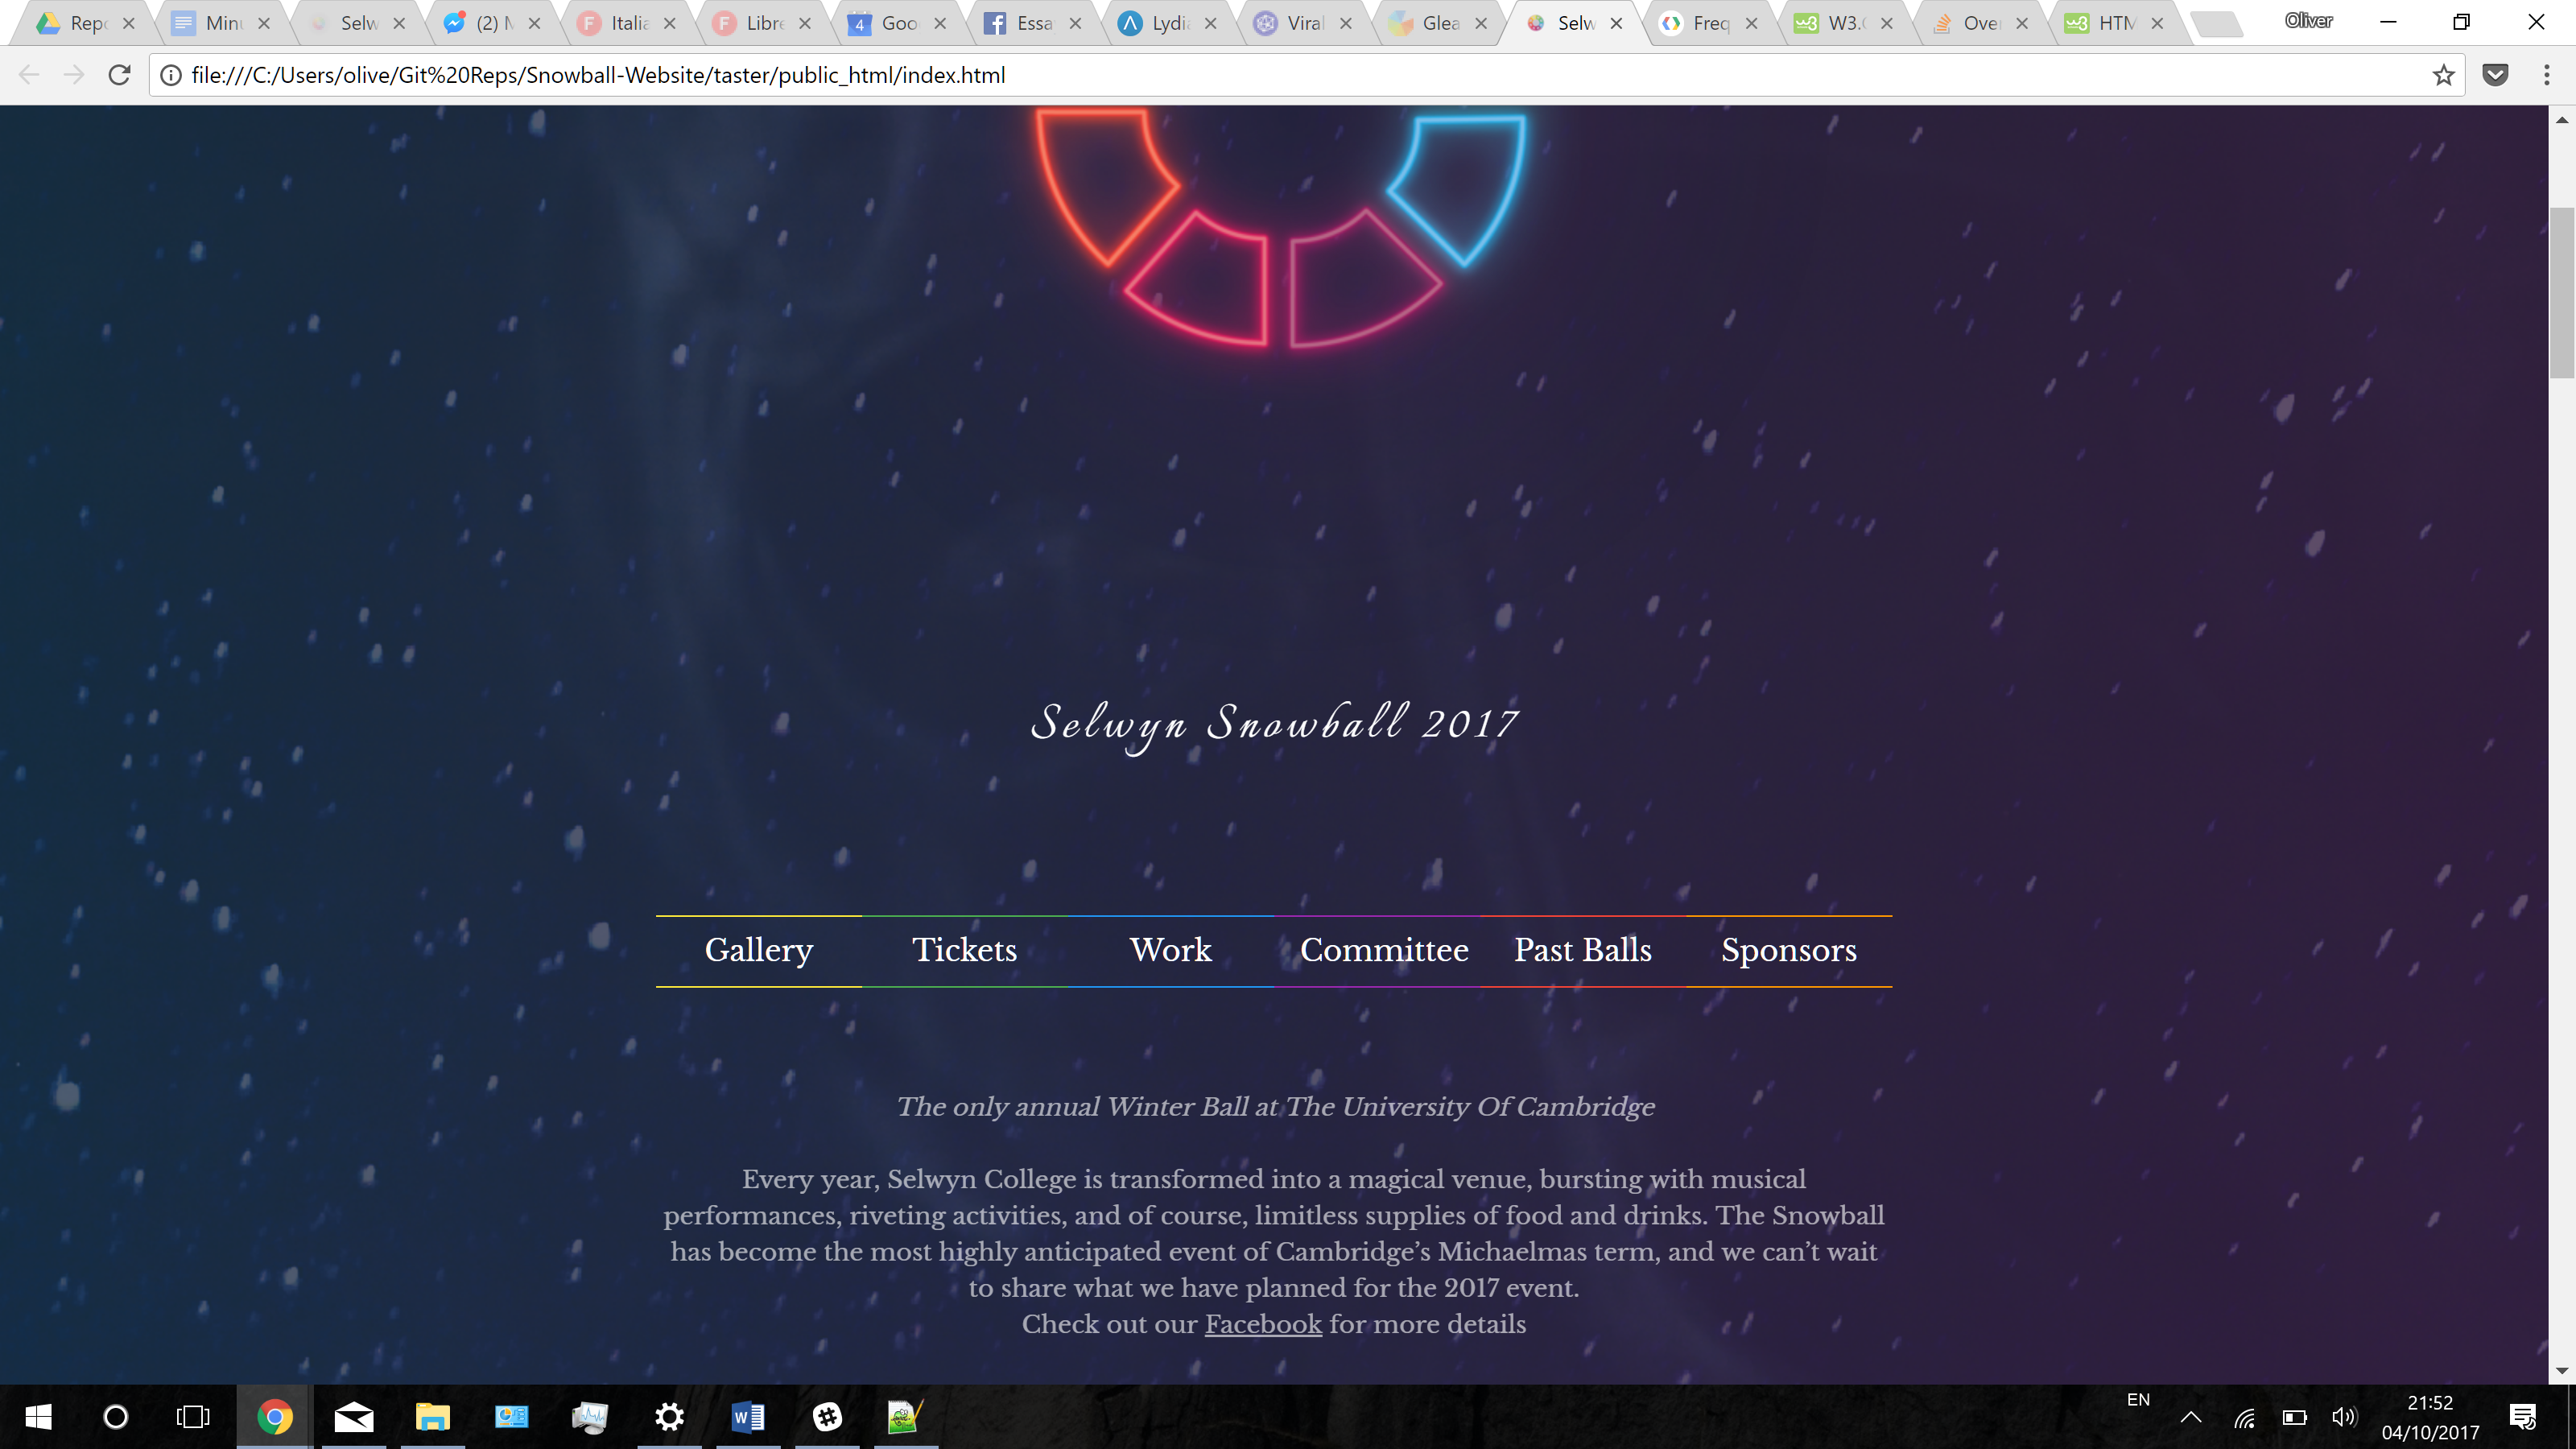 Repo
Minu
Selw
(2) M
Italia
Libre
4
Goo
Essa
Lydia
Viral
Glea
Selw
Freq
W3.C
Over
HTM
Oliver
file:///C:/Users/olive/Git%20Reps/Snowball-Website/taster/public_html/index.html
Selwyn Snowball 2017
Gallery Tickets Work Committee Past Balls Sponsors
The only annual Winter Ball at The University Of Cambridge
Every year, Selwyn College is transformed into a magical venue, bursting with musical
performances, riveting activities, and of course, limitless supplies of food and drinks. The Snowball
has become the most highly anticipated event of Cambridge’s Michaelmas term, and we can’t wait
to share what we have planned for the 2017 event.
Check out our Facebook for more details
EN
21:52
04/10/2017